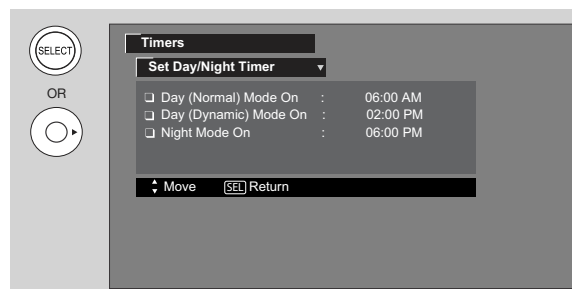 SELECT
OR
Timers
Set Day/Night Timer
❏ Day (Normal) Mode On : 06:00 AM
❏ Day (Dynamic) Mode On : 02:00 PM
❏ Night Mode On : 06:00 PM
Move SEL Return